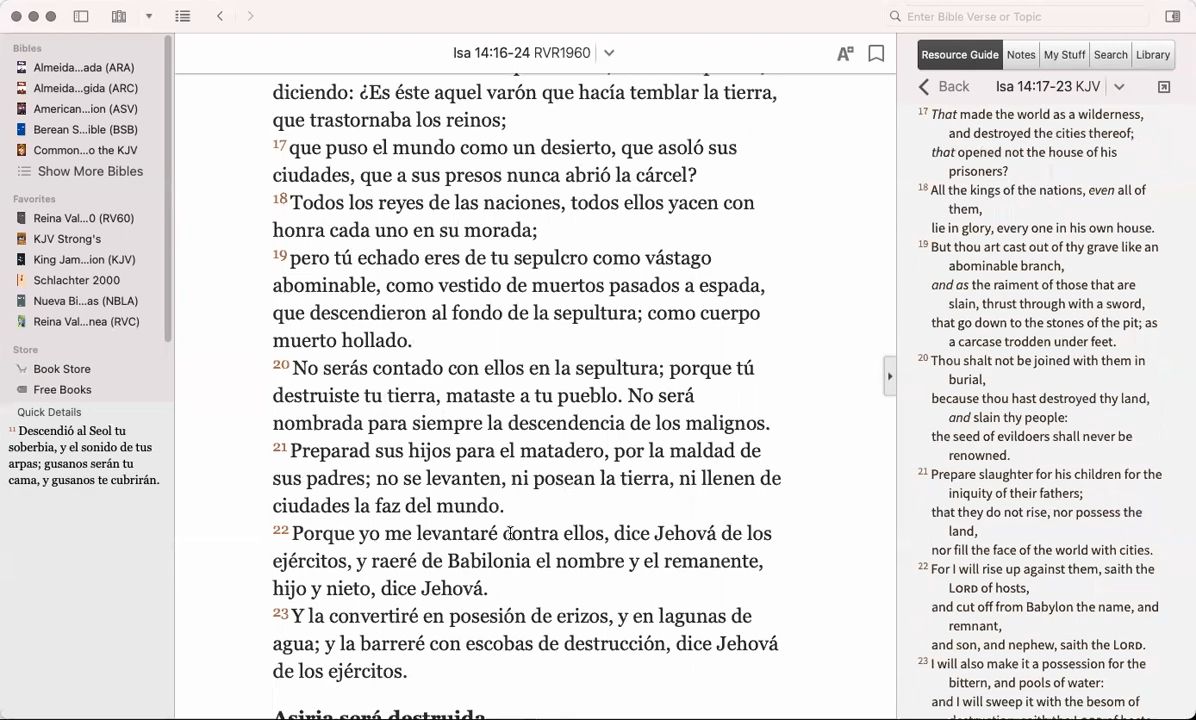 Enter Bible Verse or Topic
Bibles
Almeida...ada (ARA)
Almeida...gida (ARC)
American...ion (ASV)
Berean S...ible (BSB)
Common...o the KJV
Show More Bibles
Favorites
Reina Val...0 (RV60)
KJV Strong's
King Jam...ion (KJV)
Schlachter 2000
Nueva Bi...as (NBLA)
Reina Val...nea (RVC)
Store
Book Store
Free Books
Quick Details
11 Descendió al Seol tu
soberbia, y el sonido de tus
arpas; gusanos serán tu
cama, y gusanos te cubrirán.
Isa 14:16-24 RVR1960
diciendo: ¿Es éste aquel varón que hacía temblar la tierra,
que trastornaba los reinos;
17 que puso el mundo como un desierto, que asoló sus
ciudades, que a sus presos nunca abrió la cárcel?
18 Todos los reyes de las naciones, todos ellos yacen con
honra cada uno en su morada;
19 pero tú echado eres de tu sepulcro como vástago
abominable, como vestido de muertos pasados a espada,
que descendieron al fondo de la sepultura; como cuerpo
muerto hollado.
20 No serás contado con ellos en la sepultura; porque tú
destruiste tu tierra, mataste a tu pueblo. No será
nombrada para siempre la descendencia de los malignos.
21 Preparad sus hijos para el matadero, por la maldad de
sus padres; no se levanten, ni posean la tierra, ni llenen de
ciudades la faz del mundo.
22 Porque yo me levantaré contra ellos, dice Jehová de los
ejércitos, y raeré de Babilonia el nombre y el remanente,
hijo y nieto, dice Jehová.
23 Y la convertiré en posesión de erizos, y en lagunas de
agua; y la barreré con escobas de destrucción, dice Jehová
de los ejércitos.
Asiria será destruida
Resource Guide
Notes
My Stuff
Search
Library
Back
Isa 14:17-23 KJV
17 That made the world as a wilderness,
and destroyed the cities thereof;
that opened not the house of his
prisoners?
18 All the kings of the nations, even all of
them,
lie in glory, every one in his own house.
19 But thou art cast out of thy grave like an
abominable branch,
and as the raiment of those that are
slain, thrust through with a sword,
that go down to the stones of the pit; as
a carcase trodden under feet.
20 Thou shalt not be joined with them in
burial,
because thou hast destroyed thy land,
and slain thy people:
the seed of evildoers shall never be
renowned.
21 Prepare slaughter for his children for the
iniquity of their fathers;
that they do not rise, nor possess the
land,
nor fill the face of the world with cities.
22 For I will rise up against them, saith the
LORD of hosts,
and cut off from Babylon the name, and
remnant,
and son, and nephew, saith the LORD.
23 I will also make it a possession for the
bittern, and pools of water:
and I will sweep it with the besom of